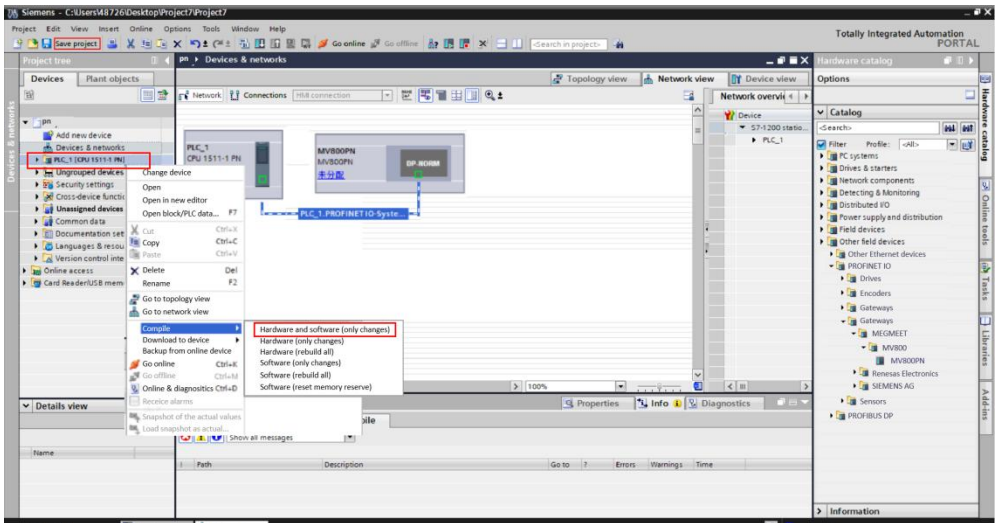 Siemens - C:\Users\48726\Desktop\Project7\Project7
Project Edit View Insert Online Options Tools Window Help
Totally Integrated Automation
PORTAL
Save project
Go online
Go offline
<Search in project>
Project tree
pn
Devices & networks
Hardware catalog
Devices
Plant objects
Topology view
Network view
Device view
Options
Network
Connections
HMI connection
Network overvi
Device
S7-1200 statio...
PLC_1
pn
Add new device
Devices & networks
PLC_1 [CPU 1511-1 PN]
Ungrouped devices
Security settings
Cross-device functi
Unassigned devices
Common data
Documentation set
Languages & resou
Version control inte
Online access
Card Reader/USB mem
PLC_1
CPU 1511-1 PN
MV800PN
MV800PN
未分配
DP-NORM
PLC_1.PROFINET IO-Syste...
Change device
Open
Open in new editor
Open block/PLC data... F7
Cut Ctrl+X
Copy Ctrl+C
Paste Ctrl+V
Delete Del
Rename F2
Go to topology view
Go to network view
Compile
Download to device
Backup from online device
Go online Ctrl+K
Go offline Ctrl+M
Online & diagnositics Ctrl+D
Receice alarms
Snapshot of the actual values
Load snapshot as actual...
Hardware and software (only changes)
Hardware (only changes)
Hardware (rebuild all)
Software (only changes)
Software (rebuild all)
Software (reset memory reserve)
100%
Properties
Info
Diagnostics
Details view
Name
pile
Show all messages
! Path Description Go to ? Errors Warnings Time
Catalog
<Search>
Filter Profile: <All>
PC systems
Drives & starters
Network components
Detecting & Monitoring
Distributed I/O
Power supply and distribution
Field devices
Other field devices
Other Ethernet devices
PROFINET IO
Drives
Encoders
Gateways
Gateways
MEGMEET
MV800
MV800PN
Renesas Electronics
SIEMENS AG
Sensors
PROFIBUS DP
Information
Devices & networks
Hardware catalog
Online tools
Tasks
Libraries
Add-ins